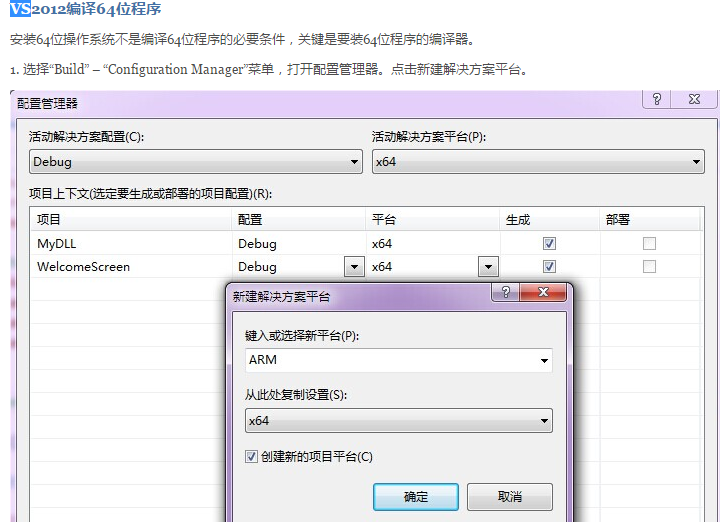 VS2012编译64位程序
安装64位操作系统不是编译64位程序的必要条件，关键是要装64位程序的编译器。
1. 选择“Build” – “Configuration Manager”菜单，打开配置管理器。点击新建解决方案平台。
配置管理器
活动解决方案配置(C): 活动解决方案平台(P):
Debug x64
项目上下文(选定要生成或部署的项目配置)(R):
项目 配置 平台 生成 部署
MyDLL Debug x64
WelcomeScreen Debug x64
新建解决方案平台
键入或选择新平台(P):
ARM
从此处复制设置(S):
x64
创建新的项目平台(C)
确定 取消